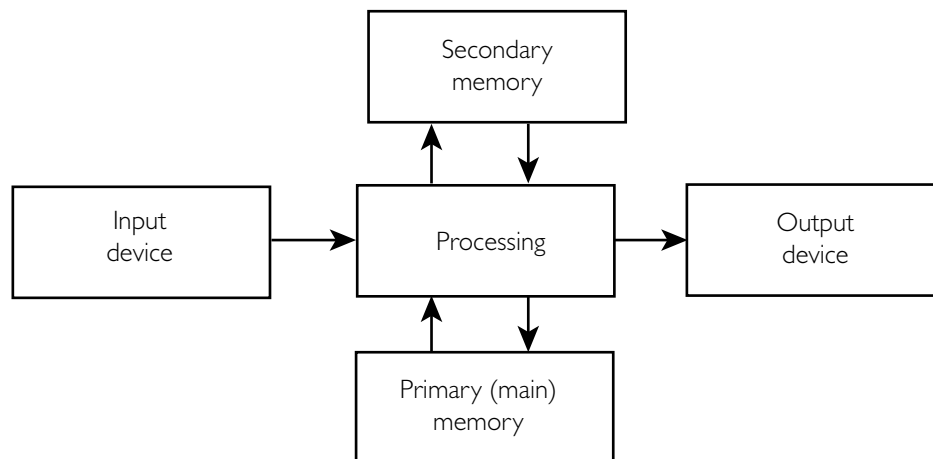 Secondary
memory
Input
device
Processing
Output
device
Primary (main)
memory